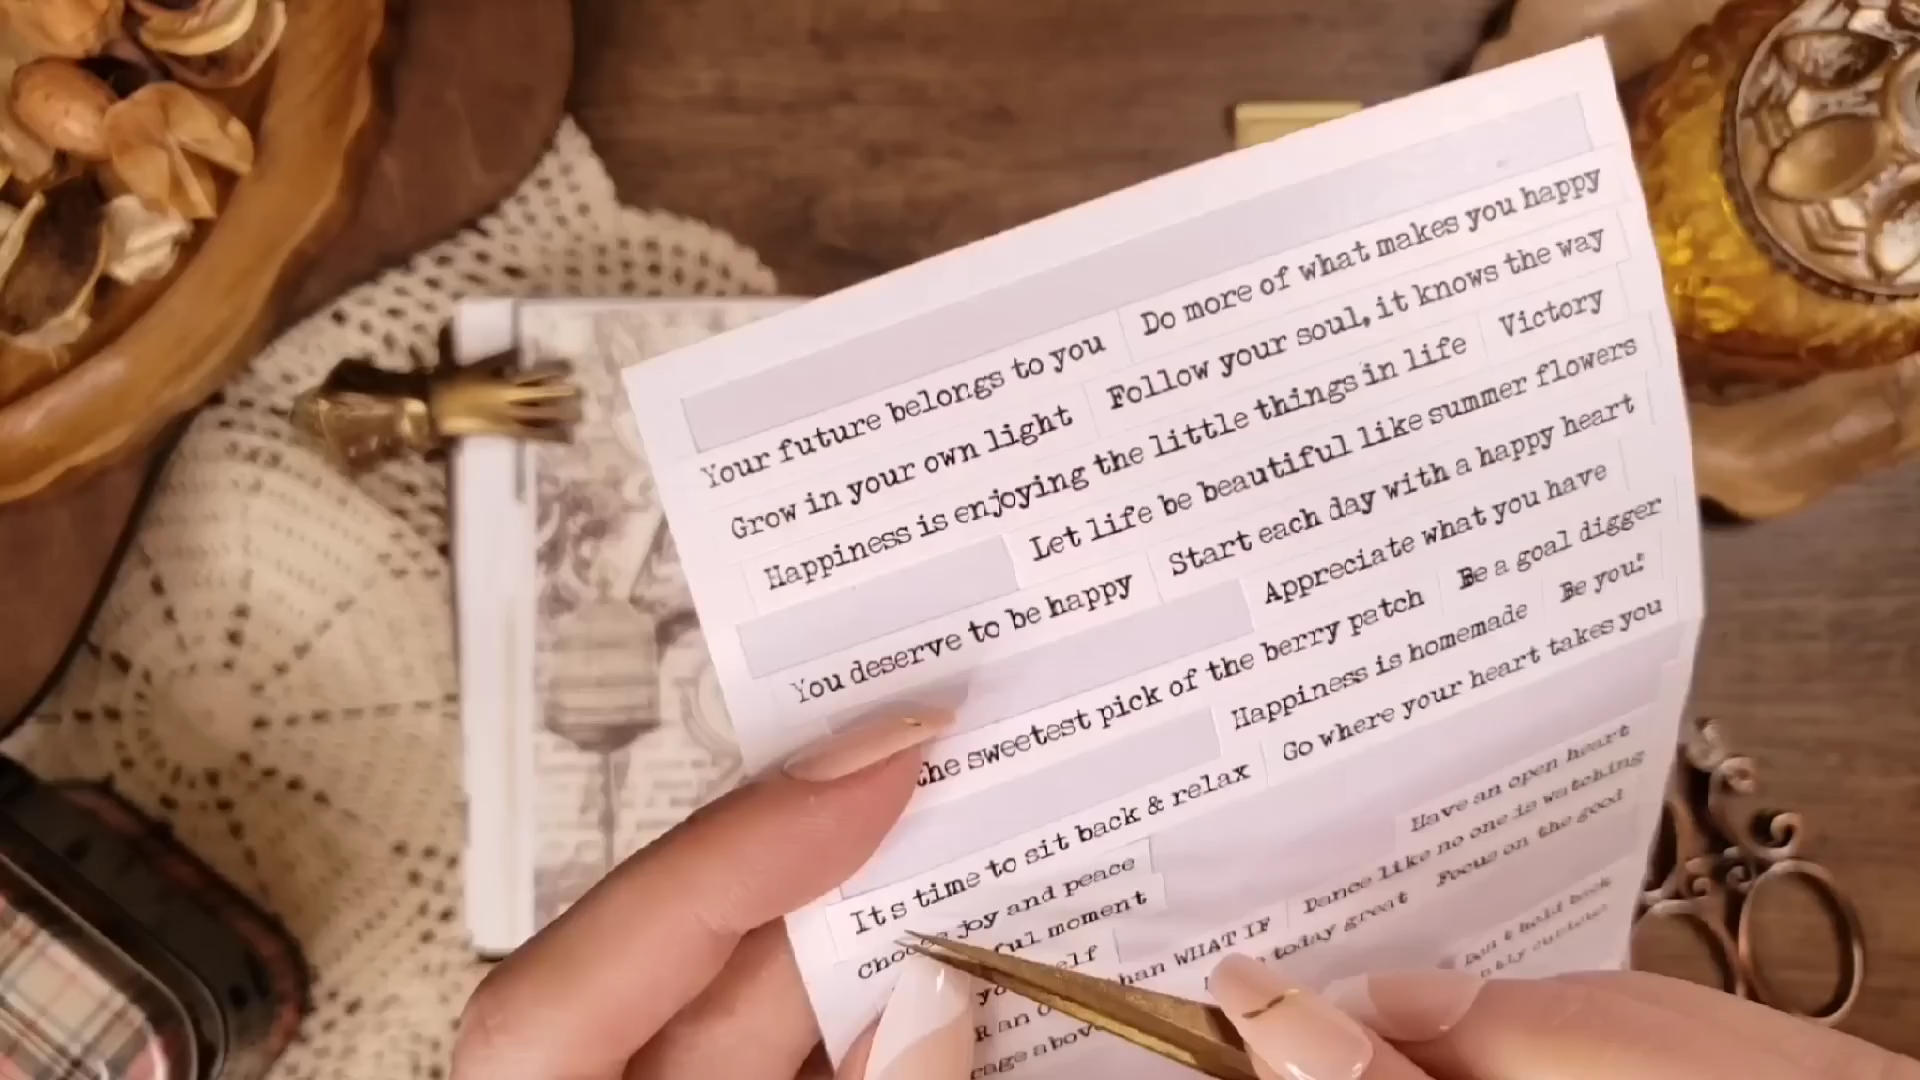 Your future belongs to you Do more of what makes you happy
Grow in your own light Follow your soul, it knows the way
Happiness is enjoying the little things in life Victory
Let life be beautiful like summer flowers
You deserve to be happy Start each day with a happy heart
Appreciate what you have
the sweetest pick of the berry patch Be a goal digger
Happiness is homemade Be you!
Its time to sit back & relax Go where your heart takes you
joy and peace Have an open heart
moment Dance like no one is watching
WHAT IF today great Focus on the good